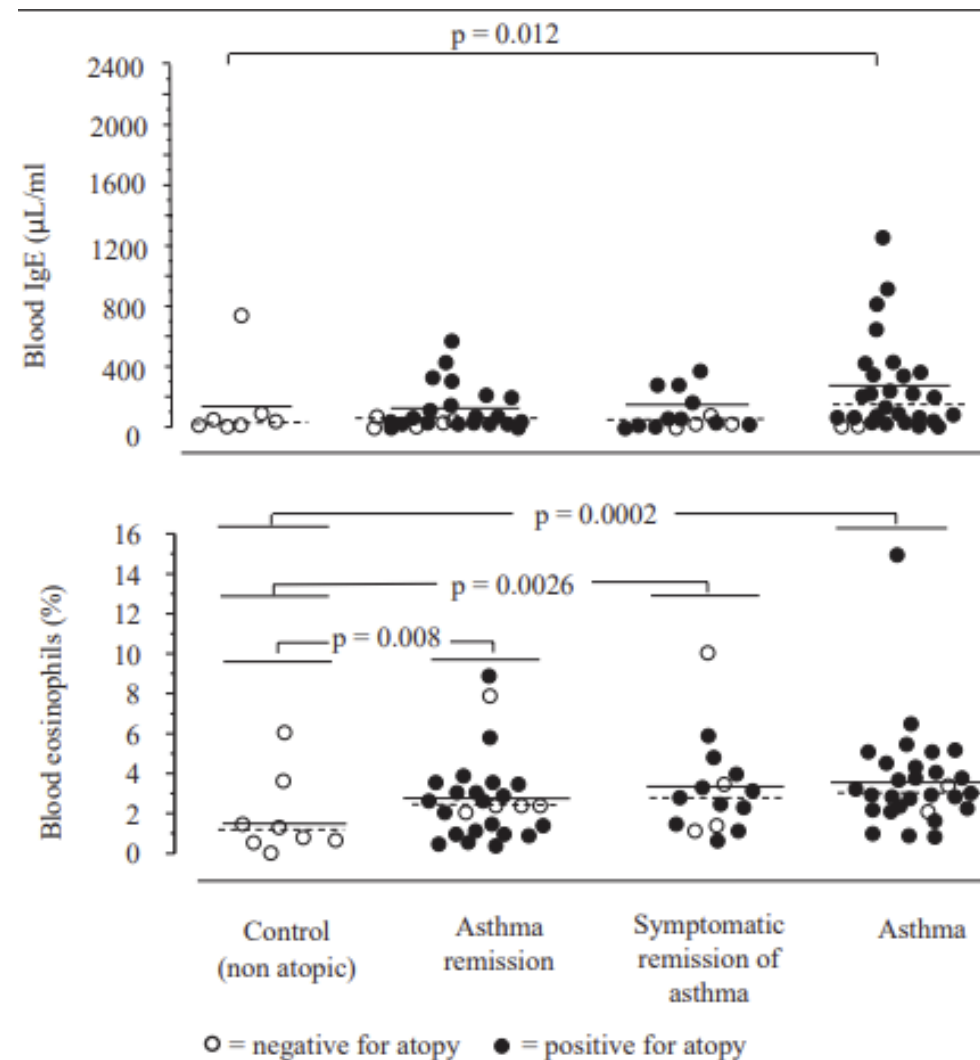 p = 0.012
2400
2000
1600
1200
800
400
0
Blood IgE (µL/ml)
p = 0.0002
p = 0.0026
p = 0.008
16
14
12
10
8
6
4
2
0
Blood eosinophils (%)
Control
(non atopic)
Asthma
remission
Symptomatic
remission of
asthma
Asthma
= negative for atopy
= positive for atopy